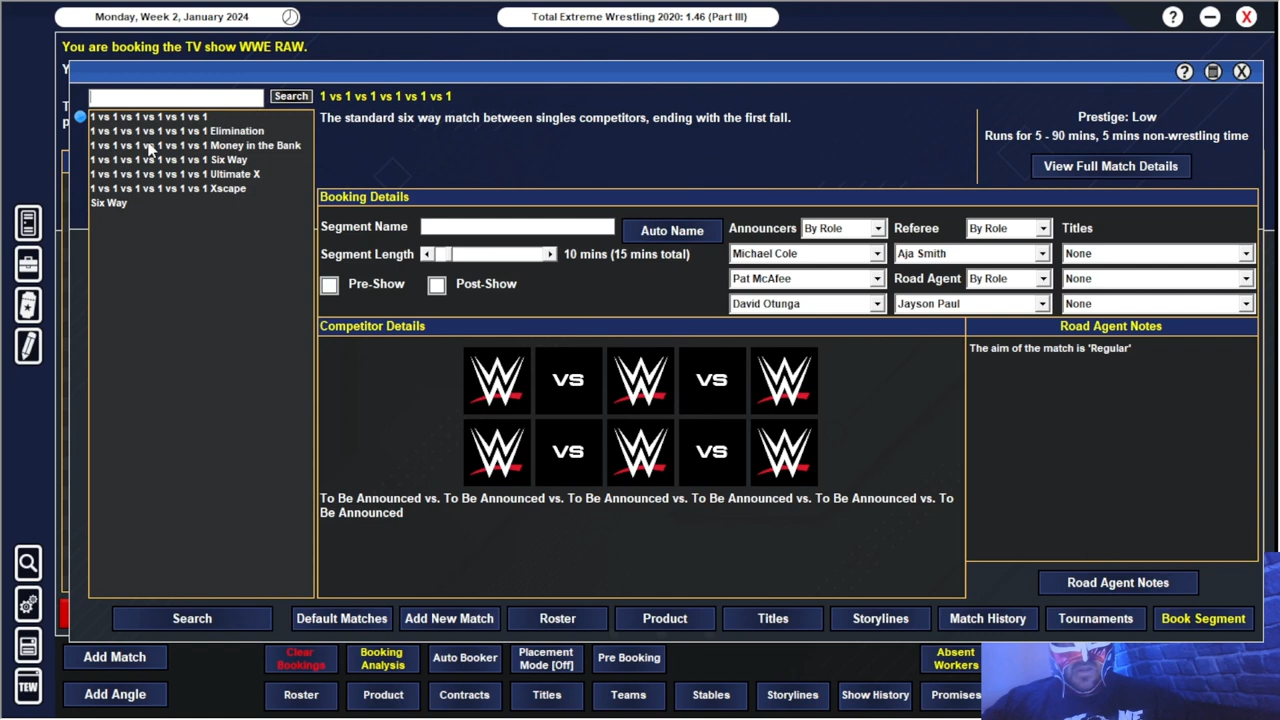 Monday, Week 2, January 2024
Total Extreme Wrestling 2020: 1.46 (Part III)
You are booking the TV show WWE RAW.
Search
1 vs 1 vs 1 vs 1 vs 1 vs 1
1 vs 1 vs 1 vs 1 vs 1 vs 1
1 vs 1 vs 1 vs 1 vs 1 vs 1 Elimination
1 vs 1 vs 1 vs 1 vs 1 vs 1 Money in the Bank
1 vs 1 vs 1 vs 1 vs 1 vs 1 Six Way
1 vs 1 vs 1 vs 1 vs 1 vs 1 Ultimate X
1 vs 1 vs 1 vs 1 vs 1 vs 1 Xscape
Six Way
The standard six way match between singles competitors, ending with the first fall.
Prestige: Low
Runs for 5 - 90 mins, 5 mins non-wrestling time
View Full Match Details
Booking Details
Segment Name
Auto Name
Announcers
By Role
Referee
By Role
Titles
Segment Length
10 mins (15 mins total)
Michael Cole
Aja Smith
None
Pre-Show
Post-Show
Pat McAfee
Road Agent
By Role
None
David Otunga
Jayson Paul
None
Competitor Details
Road Agent Notes
The aim of the match is 'Regular'
W VS W VS W
W VS W VS W
To Be Announced vs. To Be Announced vs. To Be Announced vs. To Be Announced vs. To Be Announced vs. To
Be Announced
Road Agent Notes
Search
Default Matches
Add New Match
Roster
Product
Titles
Storylines
Match History
Tournaments
Book Segment
Add Match
Clear
Bookings
Booking
Analysis
Auto Booker
Placement
Mode [Off]
Pre Booking
Absent
Workers
Add Angle
Roster
Product
Contracts
Titles
Teams
Stables
Storylines
Show History
Promises
TEW